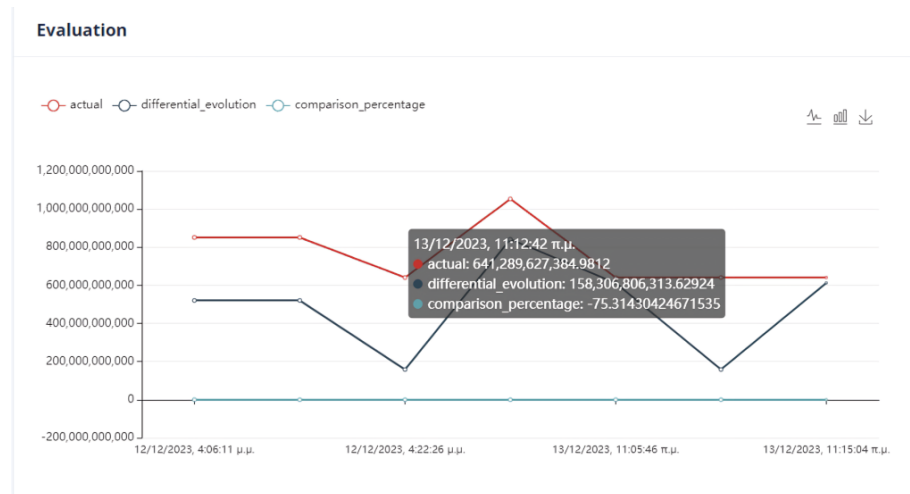 Evaluation
actual differential_evolution comparison_percentage
1,200,000,000,000
1,000,000,000,000
800,000,000,000
600,000,000,000
400,000,000,000
200,000,000,000
0
-200,000,000,000
13/12/2023, 11:12:42 π.μ.
actual: 641,289,627,384.9812
differential_evolution: 158,306,806,313.62924
comparison_percentage: -75.31430424671535
12/12/2023, 4:06:11 μ.μ. 12/12/2023, 4:22:26 μ.μ. 13/12/2023, 11:05:46 π.μ. 13/12/2023, 11:15:04 π.μ.